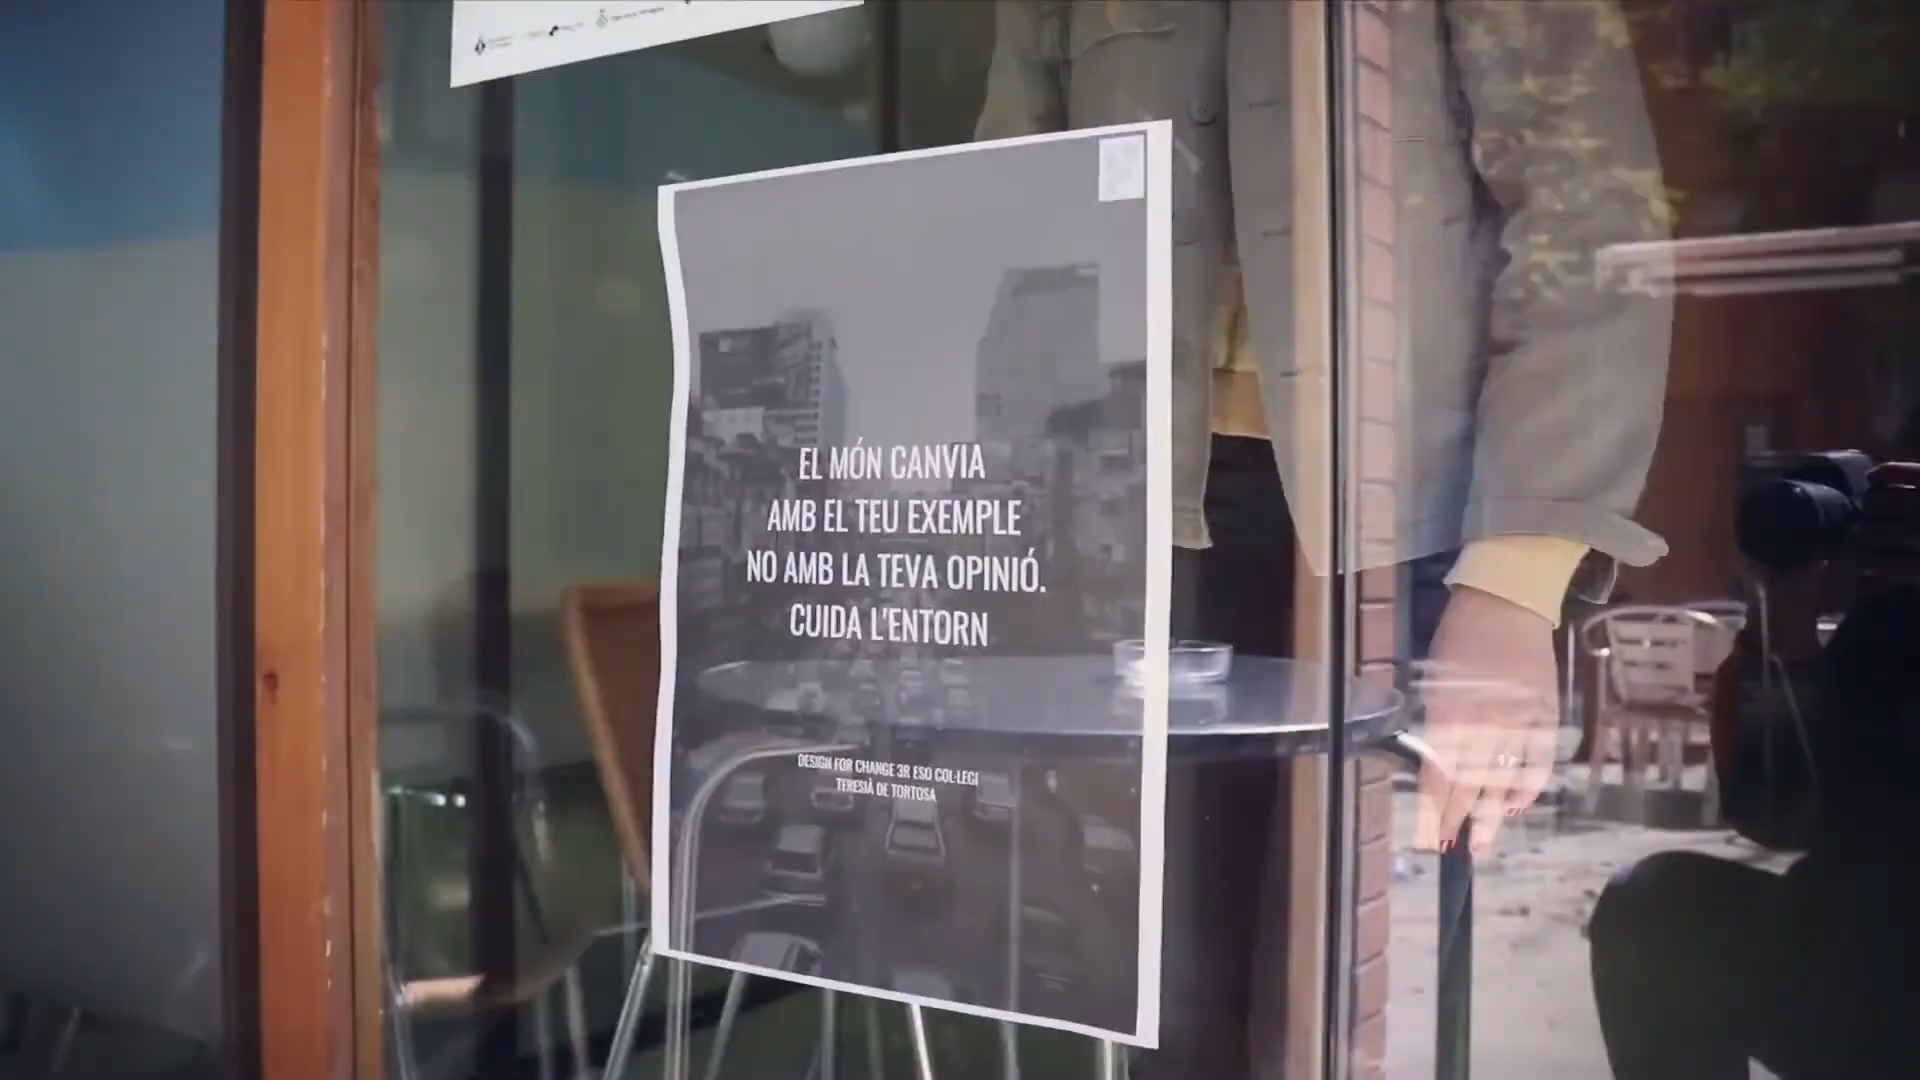 EL MÓN CANVIA
AMB EL TEU EXEMPLE
NO AMB LA TEVA OPINIÓ.
CUIDA L'ENTORN
DESIGN FOR CHANGE 3R ESO COL·LEGI
TERESIÀ DE TORTOSA